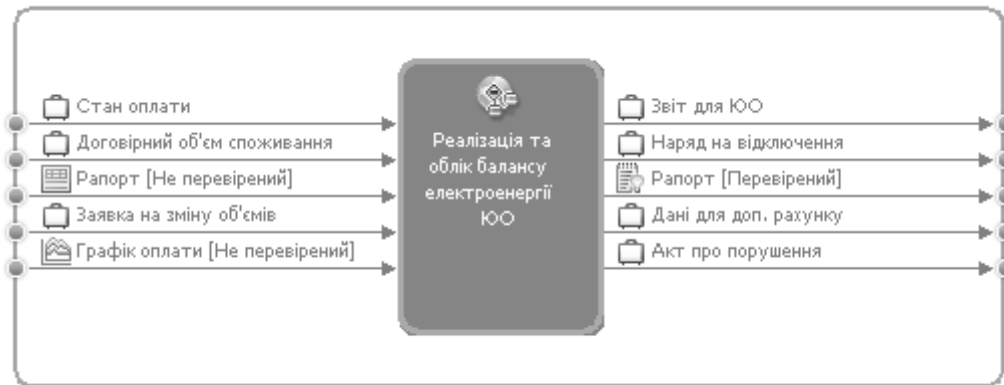 Стан оплати
Договірний об'єм споживання
Рапорт [Не перевірений]
Заявка на зміну об'ємів
Графік оплати [Не перевірений]
Реалізація та
облік балансу
електроенергії
ЮО
Звіт для ЮО
Наряд на відключення
Рапорт [Перевірений]
Дані для доп. рахунку
Акт про порушення